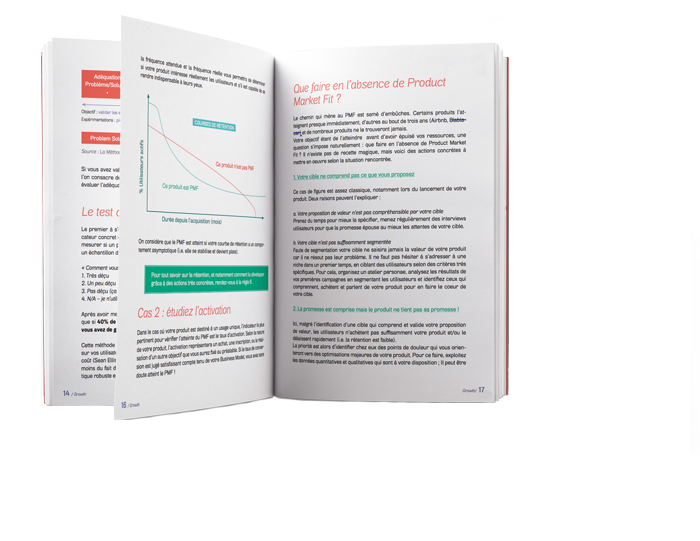 Adéquation
Problème/Solu
Objectif : valider les
Expérimentations :
Problem Sol
Source : La Métho
Si vous avez vali
on l'on consacre d
évaluer l'adéqu
Le test d
La premier à s'
cateur concret
mesurer si un p
un échantillon d
« Comment vou
1. Très déçu
2. Un peu déçu
3. Pas déçu (ça
4. N/A – je n'utili
Après avoir me
que si 40% de
vous avez de g
Cette méthode
sur vos utilisate
coût (Sean Ellis
moins du fait d
tique robuste e
14 / Growth
la fréquence attendue et la fréquence réelle vous permettra de déterminer
si votre produit intéresse réellement les utilisateurs et s'il est capable de se
rendre indispensable à leurs yeux.
COURBES DE RÉTENTION
% Utilisateurs actifs
Ce produit n'est pas PMF
Ce produit est PMF
Durée depuis l'acquisition (mois)
On considère que le PMF est atteint si votre courbe de rétention a un compor-
tement asymptotique (i.e. elle se stabilise et devient plate).
Pour tout savoir sur la rétention, et notamment comment la développer
grâce à des actions très concrètes, rendez-vous à la règle 6.
Cas 2 : étudiez l'activation
Dans le cas où votre produit est destiné à un usage unique, l'indicateur le plus
pertinent pour vérifier l'atteinte du PMF est le taux d'activation. Selon la nature
de votre produit, l'activation représentera un achat, une inscription, ou la réali-
sation d'un autre objectif que vous aurez fixé au préalable. Si le taux de conver-
sion est jugé satisfaisant compte tenu de votre Business Model, vous avez sans
doute atteint le PMF !
16 / Growth
Que faire en l'absence de Product
Market Fit ?
Le chemin qui mène au PMF est semé d'embûches. Certains produits l'at-
teignent presque immédiatement, d'autres au bout de trois ans (Airbnb,
et de nombreux produits ne le trouveront jamais.
Votre objectif étant de l'atteindre avant d'avoir épuisé vos ressources, une
question s'impose naturellement : que faire en l'absence de Product Market
Fit ? Il n'existe pas de recette magique, mais voici des actions concrètes à
mettre en oeuvre selon la situation rencontrée.
1. Votre cible ne comprend pas ce que vous proposez
Ce cas de figure est assez classique, notamment lors du lancement de votre
produit. Deux raisons peuvent l'expliquer :
a. Votre proposition de valeur n'est pas compréhensible par votre cible
Prenez du temps pour mieux la spécifier, menez régulièrement des interviews
utilisateurs pour que la promesse épouse au mieux les attentes de votre cible.
b. Votre cible n'est pas suffisamment segmentée
Faute de segmentation votre cible ne saisira jamais la valeur de votre produit
car il ne résout pas leur problème. Il ne faut pas hésiter à s'adresser à une
niche dans un premier temps, en ciblant des utilisateurs selon des critères très
spécifiques. Pour cela, organisez un atelier personae, analysez les résultats de
vos premières campagnes en segmentant les utilisateurs et identifiez ceux qui
comprennent, achètent et parlent de votre produit pour en faire le coeur de
votre cible.
2. La promesse est comprise mais le produit ne tient pas sa promesse !
Ici, malgré l'identification d'une cible qui comprend et valide votre proposition
de valeur, les utilisateurs n'achètent pas suffisamment votre produit et/ou le
délaissent rapidement (i.e. la rétention est faible).
La priorité est alors d'identifier chez eux des points de douleur qui vous orien-
teront vers des optimisations majeures de votre produit. Pour ce faire, exploitez
les données quantitatives et qualitatives qui sont à votre disposition ; il peut être
Growth/ 17